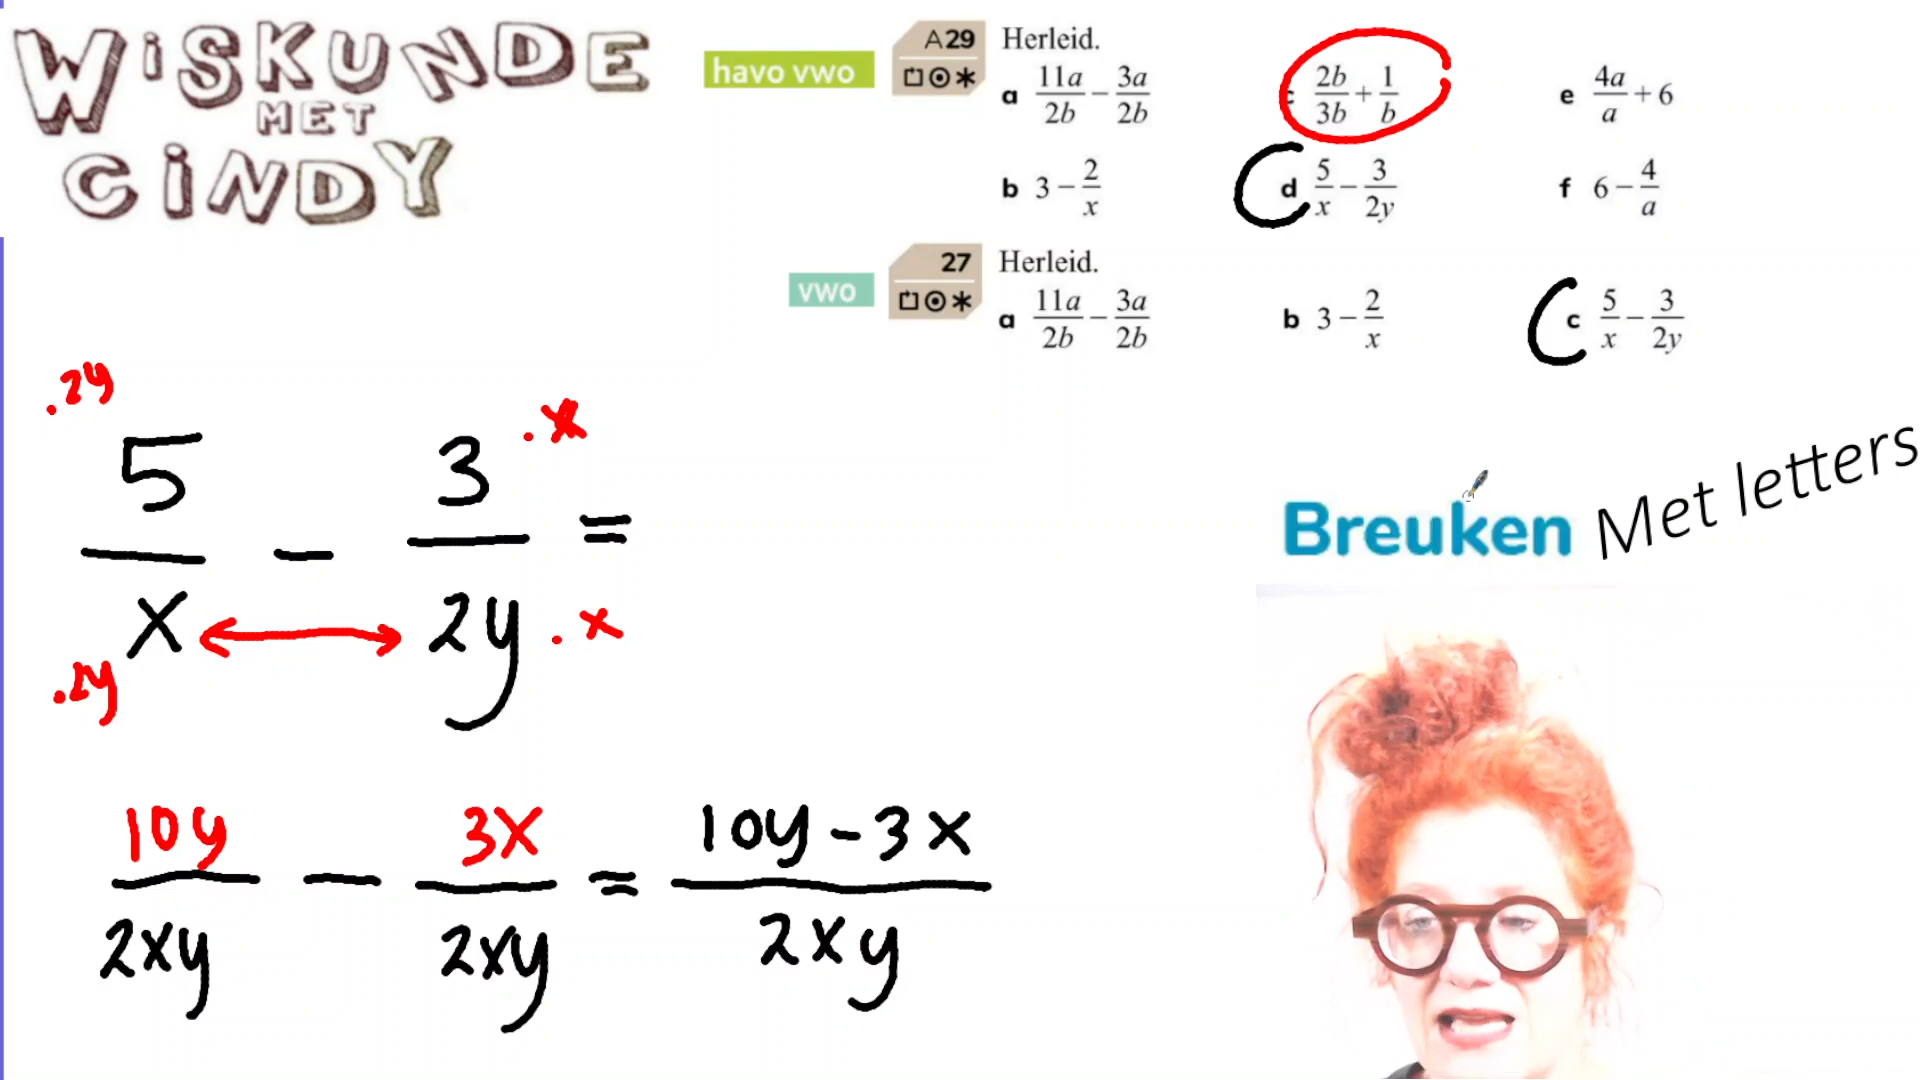 WiSKUNDE
MET
CiNDY
havo vwo
A29
Herleid.
a 11a/2b − 3a/2b
c 2b/3b + 1/b
e 4a/a + 6
b 3 − 2/x
d 5/x − 3/2y
f 6 − 4/a
vwo
27
Herleid.
a 11a/2b − 3a/2b
b 3 − 2/x
c 5/x − 3/2y
.2y
.x
5/x − 3/2y =
.2y
.x
Breuken Met letters
10y/2xy − 3x/2xy = 10y − 3x/2xy